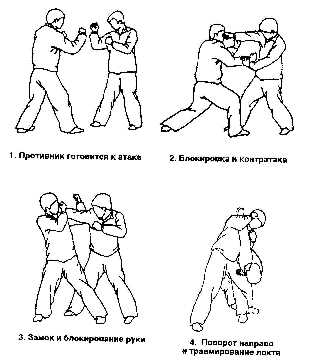 1. Противник готовится к атаке
2. Блокировка и контратака
3. Замок и блокирование руки
4. Поворот направо
и травмирование локтя